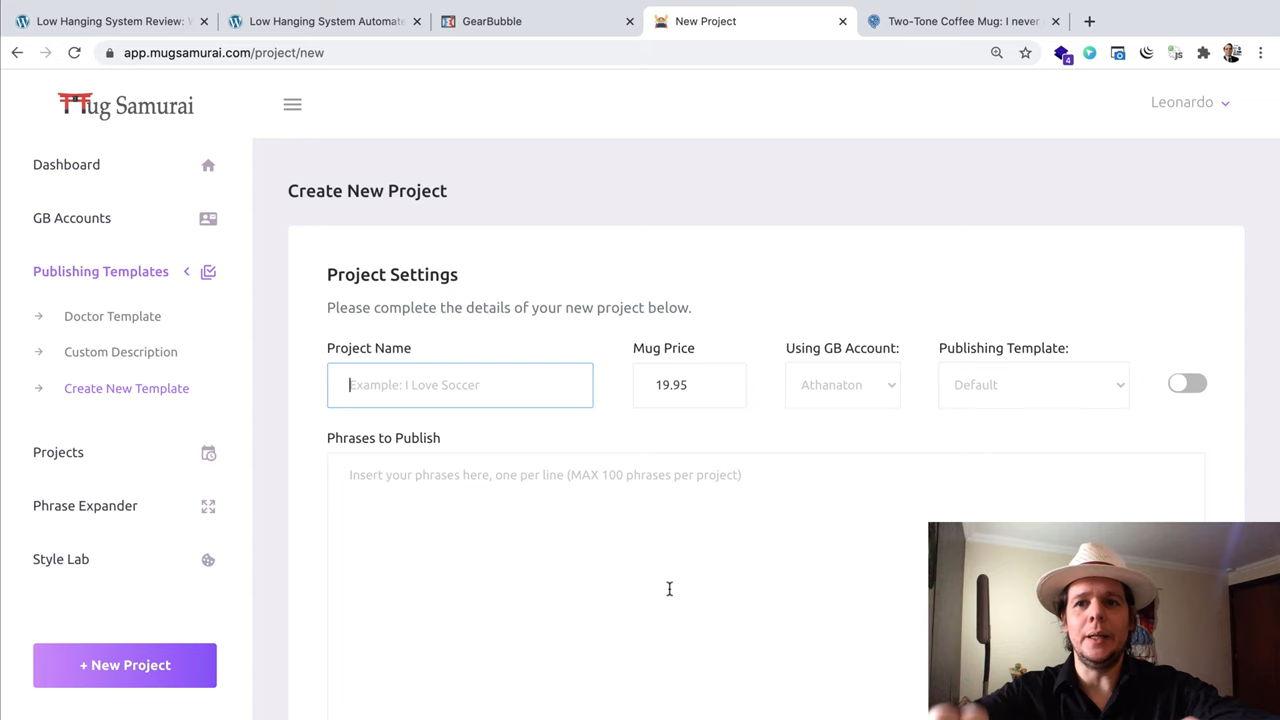 Low Hanging System Review: 
Low Hanging System Automate
GearBubble
New Project
Two-Tone Coffee Mug: I never
app.mugsamurai.com/project/new
4
JS
Mug Samurai
Leonardo
Dashboard
GB Accounts
Publishing Templates
Doctor Template
Custom Description
Create New Template
Projects
Phrase Expander
Style Lab
+ New Project
Create New Project
Project Settings
Please complete the details of your new project below.
Project Name
Mug Price
Using GB Account:
Publishing Template:
Example: I Love Soccer
19.95
Athanaton
Default
Phrases to Publish
Insert your phrases here, one per line (MAX 100 phrases per project)